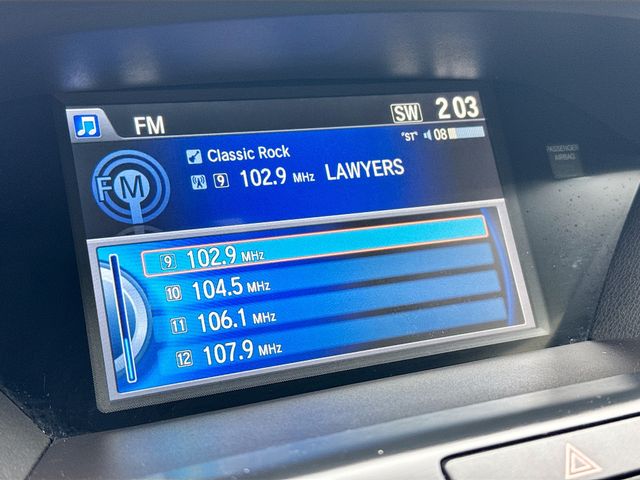 FM SW 2 03
"ST" 08
Classic Rock
FM 9 102.9 MHz LAWYERS
9 102.9 MHz
10 104.5 MHz
11 106.1 MHz
12 107.9 MHz
PASSENGER
AIRBAG